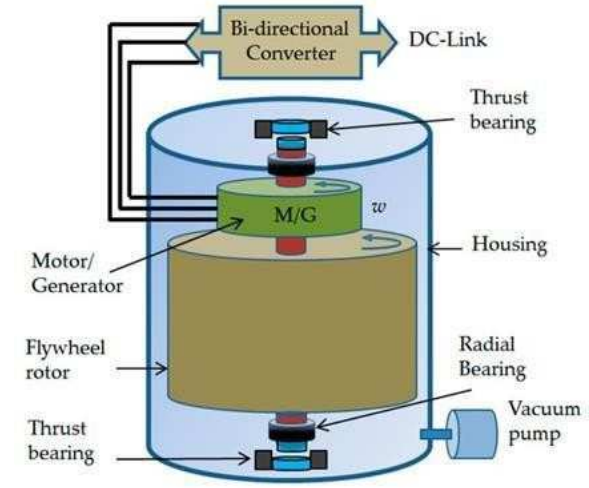 Bi-directional
Converter
DC-Link
Thrust
bearing
M/G
w
Housing
Motor/
Generator
Flywheel
rotor
Radial
Bearing
Thrust
bearing
Vacuum
pump